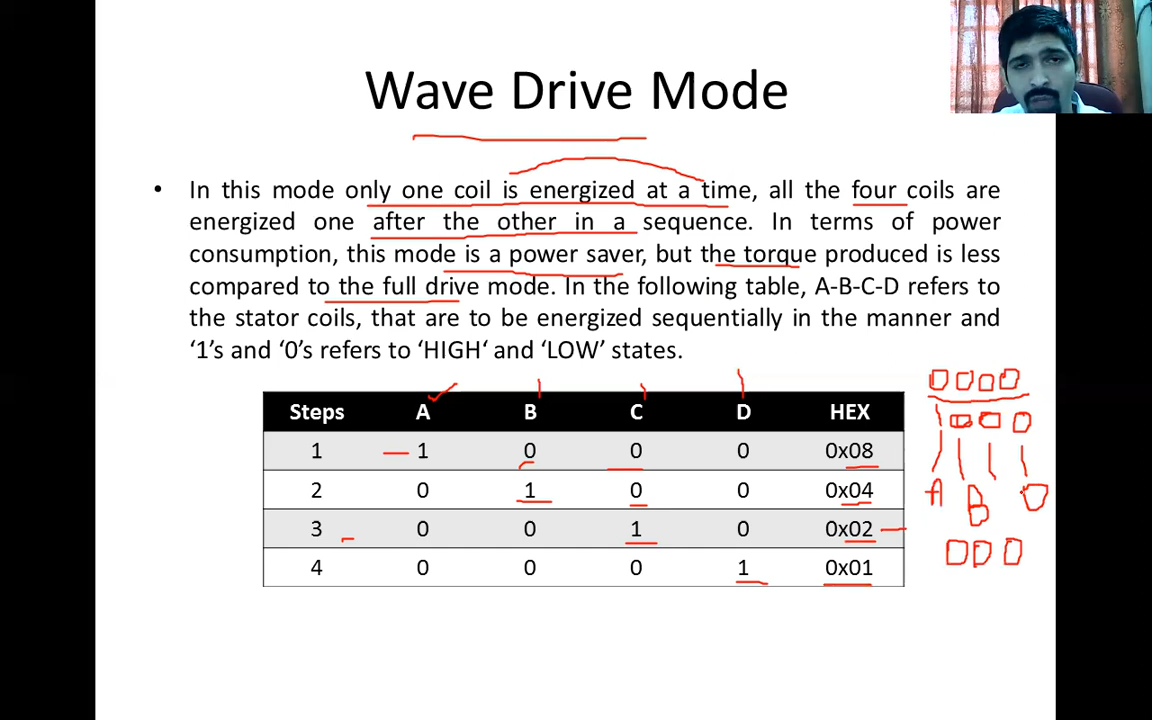 Wave Drive Mode
• In this mode only one coil is energized at a time, all the four coils are
energized one after the other in a sequence. In terms of power
consumption, this mode is a power saver, but the torque produced is less
compared to the full drive mode. In the following table, A-B-C-D refers to
the stator coils, that are to be energized sequentially in the manner and
‘1’s and ‘0’s refers to ‘HIGH‘ and ‘LOW’ states.
Steps A B C D HEX
1 1 0 0 0 0x08
2 0 1 0 0 0x04
3 0 0 1 0 0x02
4 0 0 0 1 0x01
A B